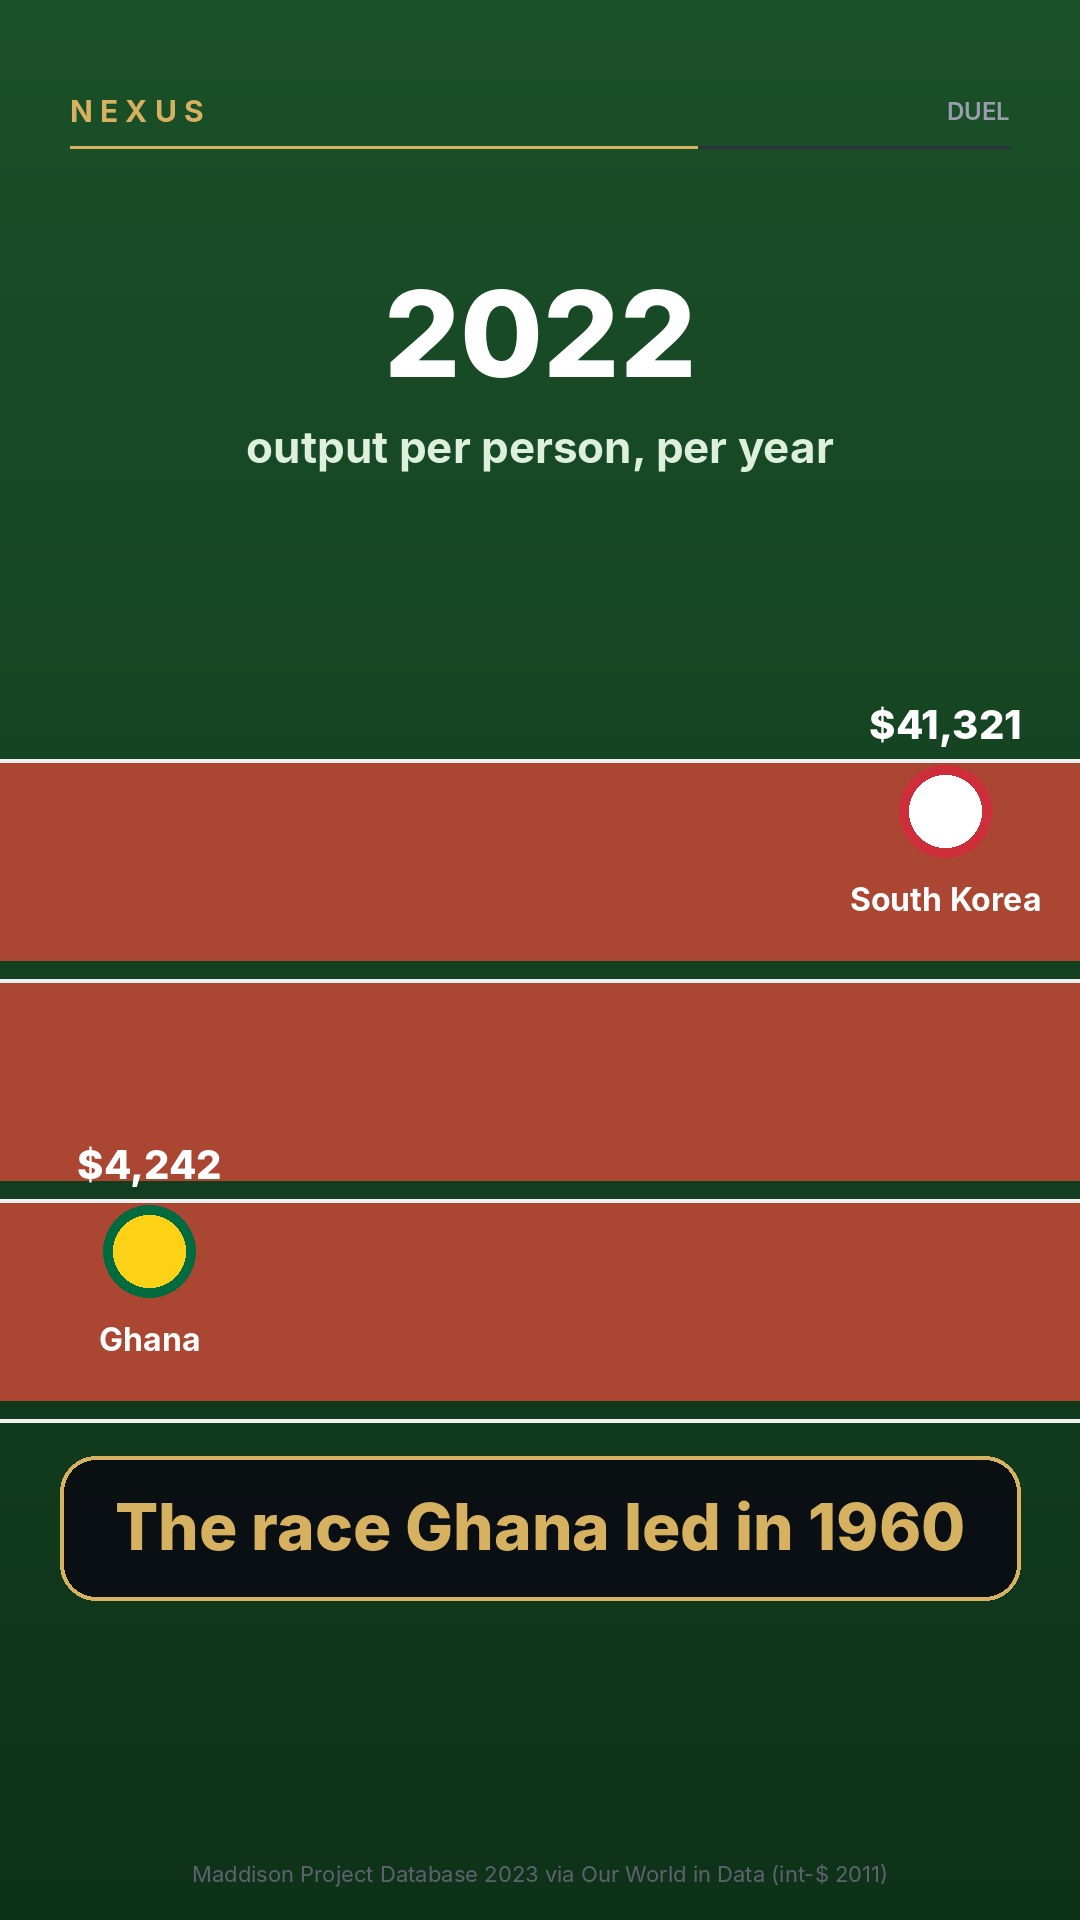 NEXUS
DUEL
2022
output per person, per year
$41,321
South Korea
$4,242
Ghana
The race Ghana led in 1960
Maddison Project Database 2023 via Our World in Data (int-$ 2011)